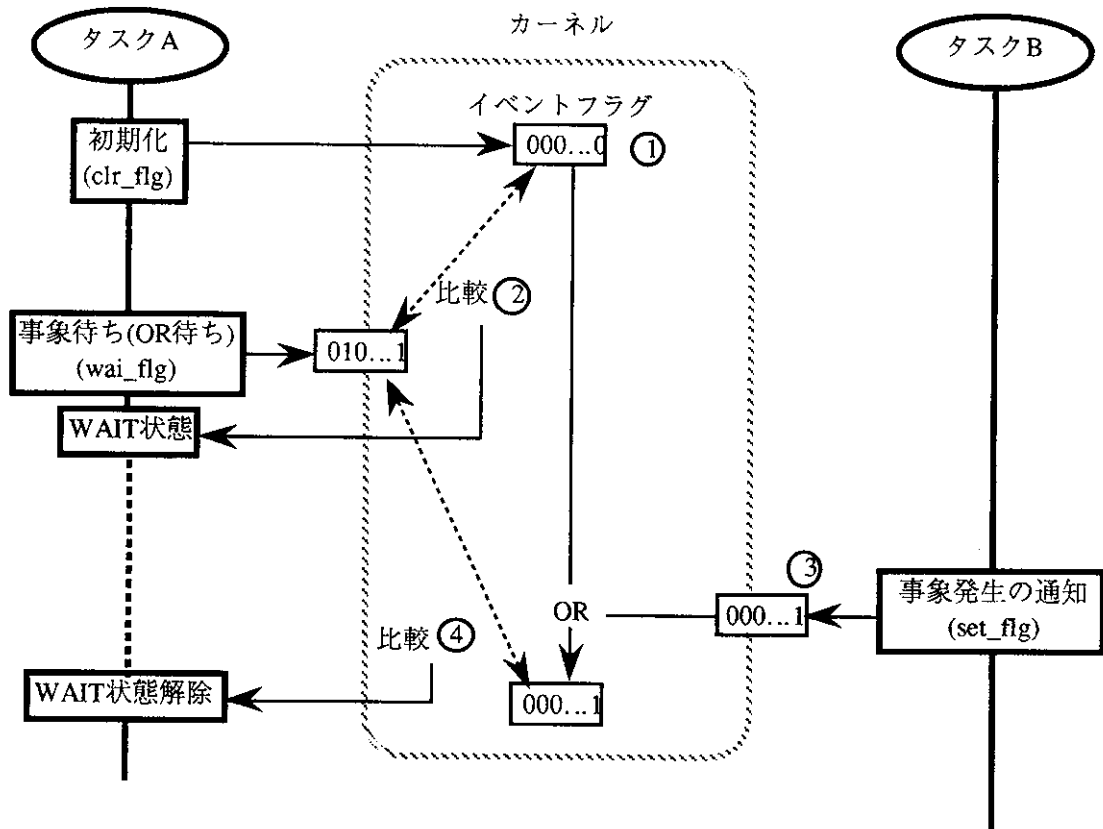 カーネル
タスクA
タスクB
イベントフラグ
初期化
(clr_flg)
000...0
①
比較 ②
事象待ち(OR待ち)
(wai_flg)
010...1
WAIT状態
③
事象発生の通知
(set_flg)
000...1
OR
比較 ④
WAIT状態解除
000...1